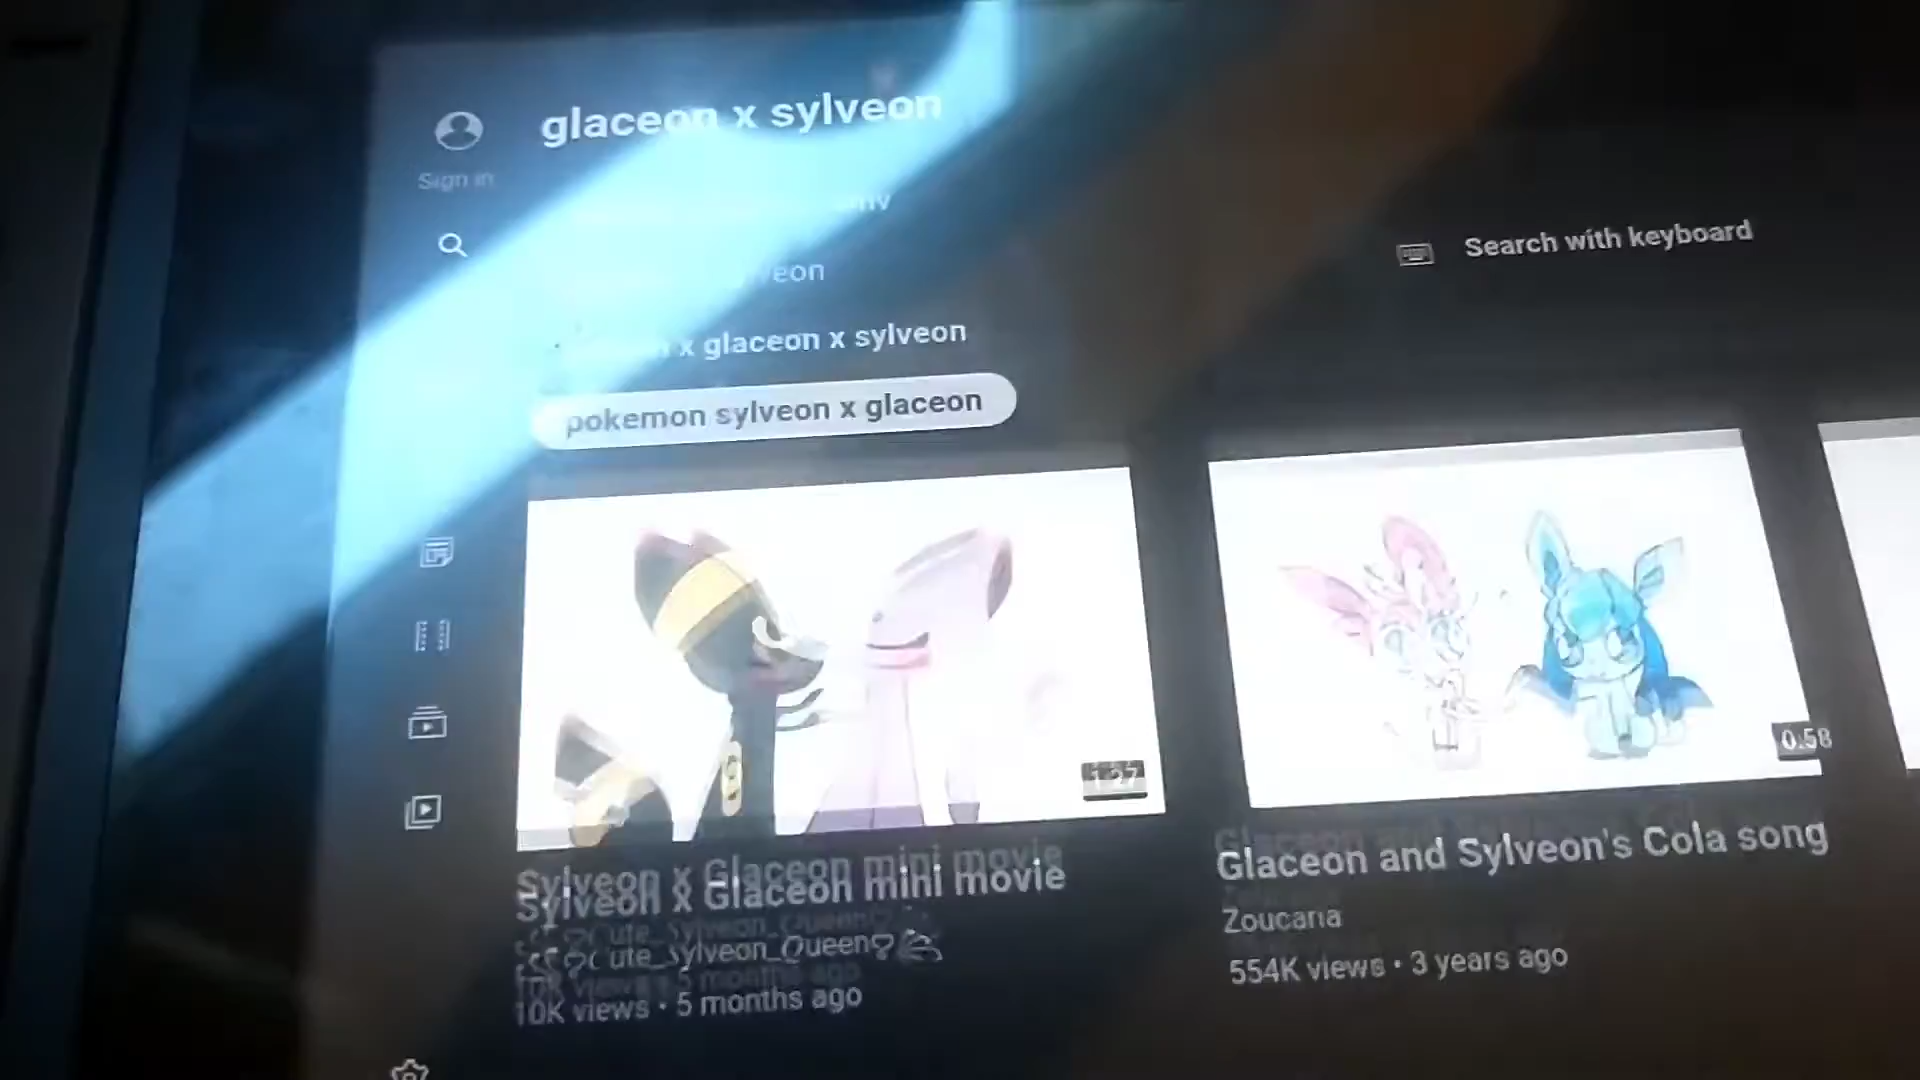 glaceon x sylveon
Sign in
Search with keyboard
x glaceon x sylveon
pokemon sylveon x glaceon
1:27
0:58
Sylveon x Glaceon mini movie
Cute_Sylveon_Queen
10K views • 5 months ago
Glaceon and Sylveon's Cola song
Zoucaria
554K views • 3 years ago